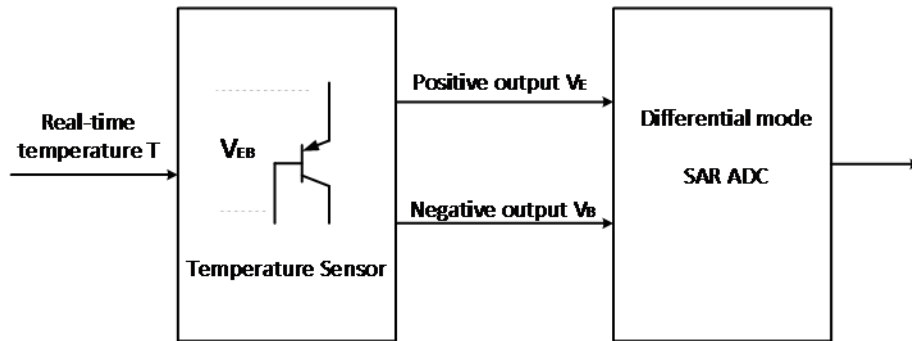 Real-time
temperature T
VEB
Temperature Sensor
Positive output VE
Negative output VB
Differential mode
SAR ADC